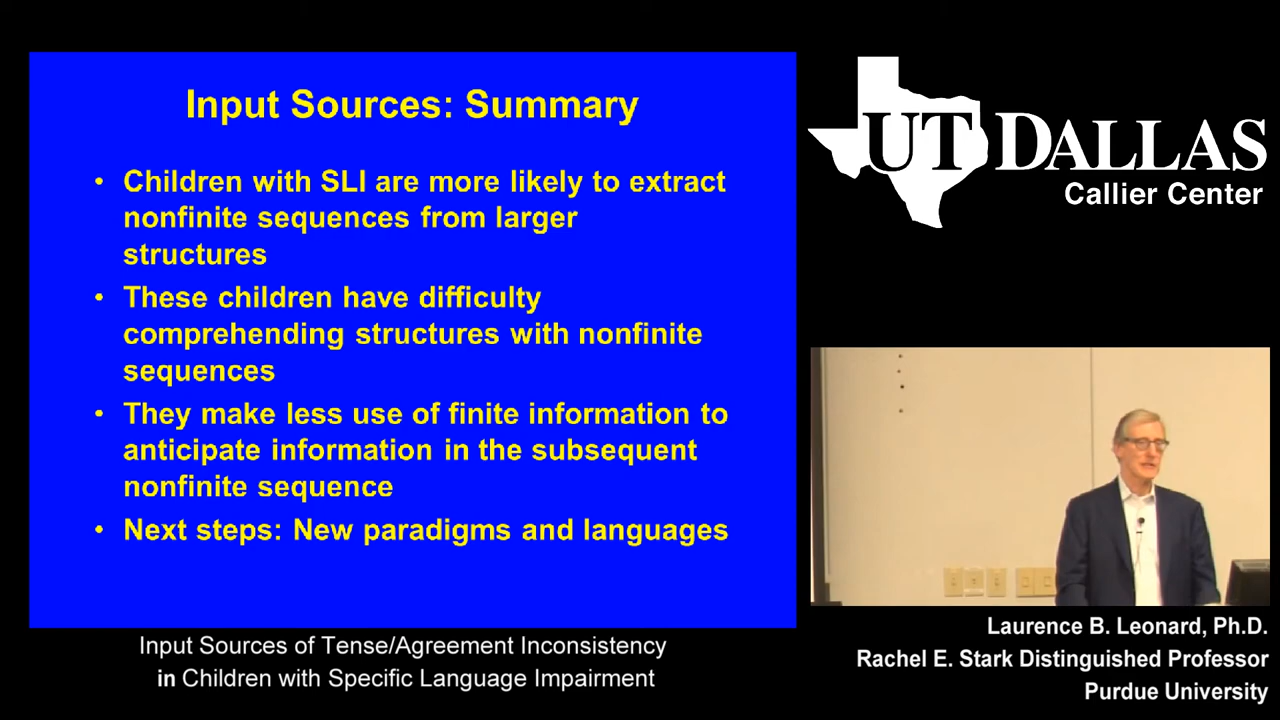 Input Sources: Summary
• Children with SLI are more likely to extract
nonfinite sequences from larger
structures
• These children have difficulty
comprehending structures with nonfinite
sequences
• They make less use of finite information to
anticipate information in the subsequent
nonfinite sequence
• Next steps: New paradigms and languages
Input Sources of Tense/Agreement Inconsistency
in Children with Specific Language Impairment
UT DALLAS
Callier Center
Laurence B. Leonard, Ph.D.
Rachel E. Stark Distinguished Professor
Purdue University